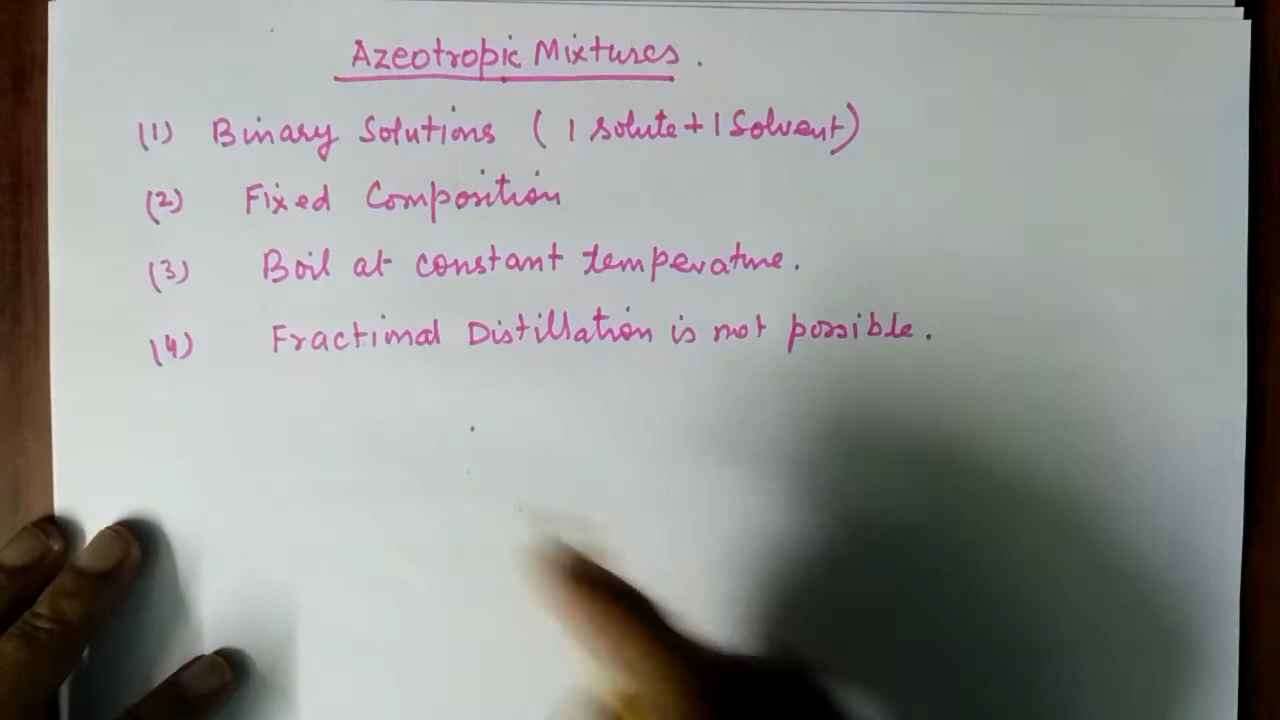 Azeotropic Mixtures.
(1) Binary Solutions (1 solute + 1 Solvent)
(2) Fixed Composition
(3) Boil at constant temperature.
(4) Fractional Distillation is not possible.